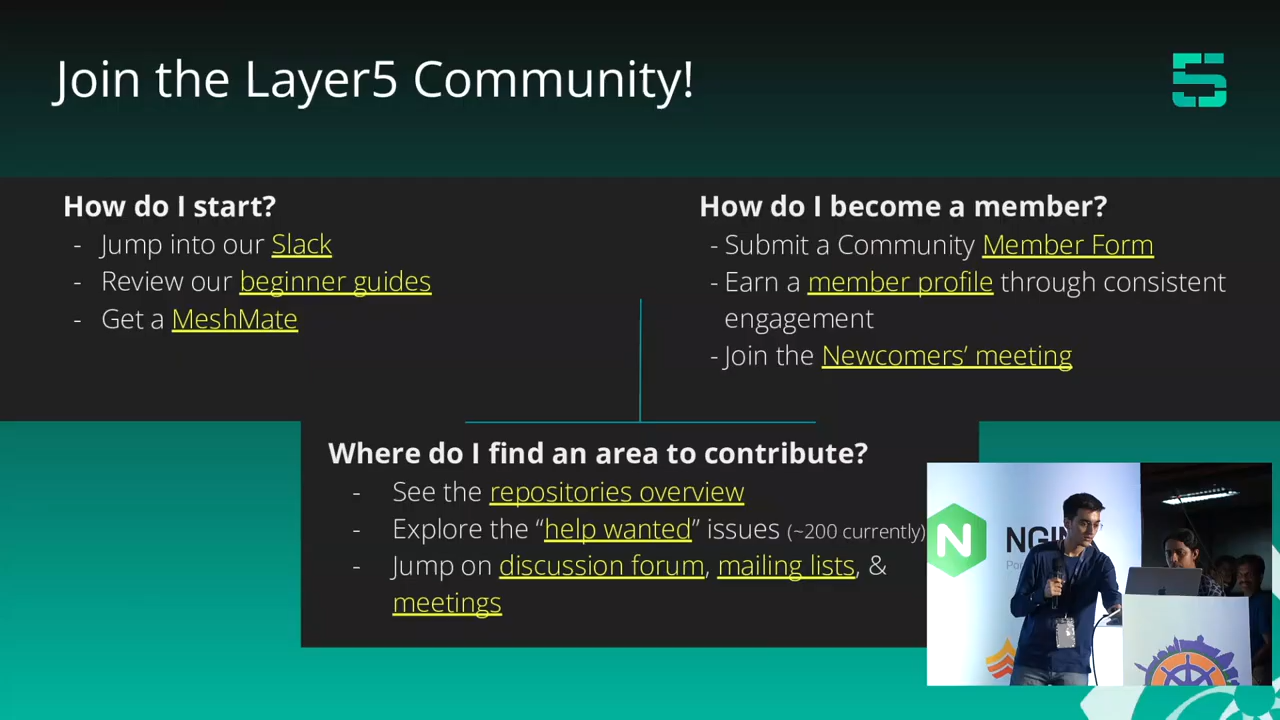 Join the Layer5 Community!
How do I start?
- Jump into our Slack
- Review our beginner guides
- Get a MeshMate
How do I become a member?
- Submit a Community Member Form
- Earn a member profile through consistent
engagement
- Join the Newcomers’ meeting
Where do I find an area to contribute?
- See the repositories overview
- Explore the “help wanted” issues (~200 currently)
- Jump on discussion forum, mailing lists, &
meetings
N